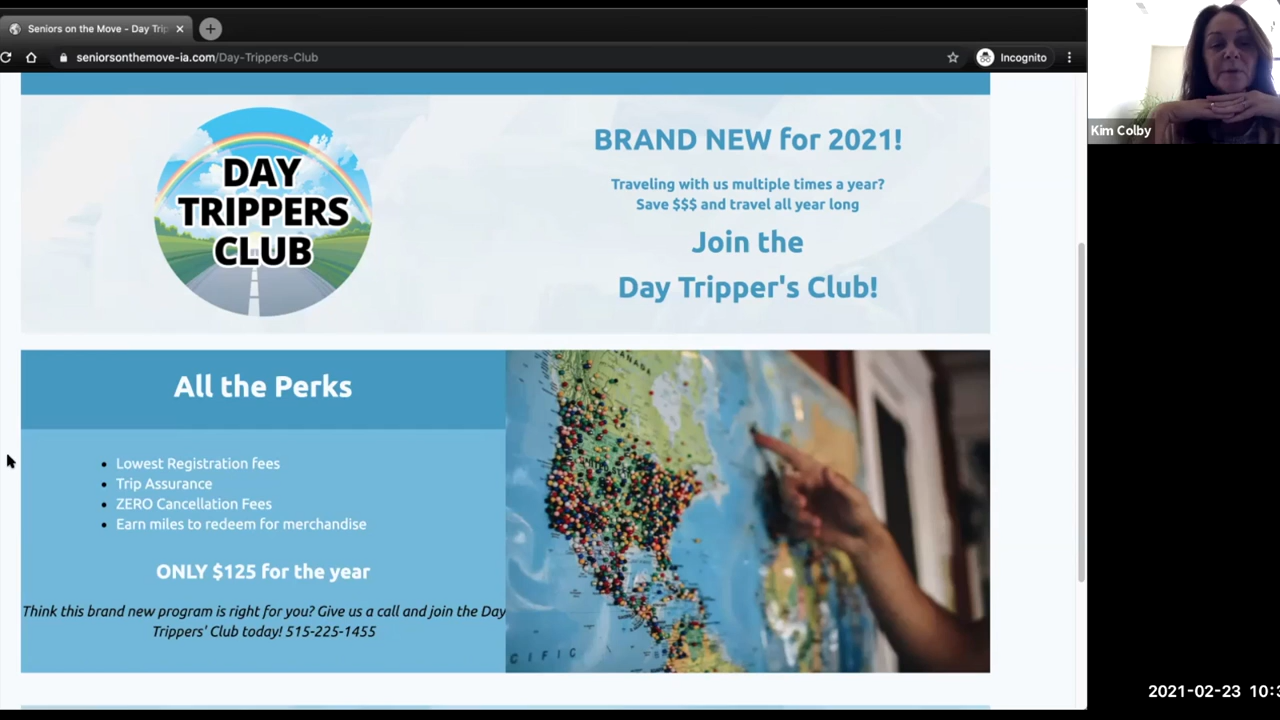 Seniors on the Move - Day Trip
seniorsonthemove-ia.com/Day-Trippers-Club
Incognito
Kim Colby
DAY
TRIPPERS
CLUB
BRAND NEW for 2021!
Traveling with us multiple times a year?
Save $$$ and travel all year long
Join the
Day Tripper's Club!
All the Perks
• Lowest Registration fees
• Trip Assurance
• ZERO Cancellation Fees
• Earn miles to redeem for merchandise
ONLY $125 for the year
Think this brand new program is right for you? Give us a call and join the Day
Trippers' Club today! 515-225-1455
CANADA
CIFIC
2021-02-23 10:3